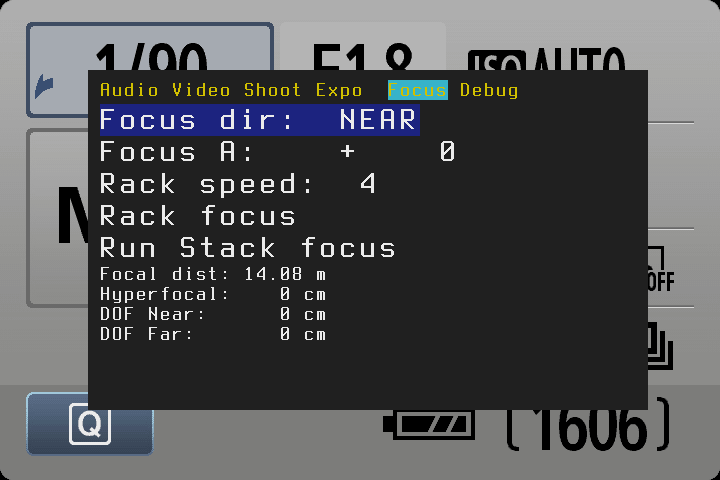 1/80 F1.8 ISO AUTO
Audio Video Shoot Expo Focus Debug
Focus dir: NEAR
Focus A: + 0
Rack speed: 4
Rack focus
Run Stack focus
Focal dist: 14.08 m
Hyperfocal: 0 cm
DOF Near: 0 cm
DOF Far: 0 cm
M
OFF
Q [1606]